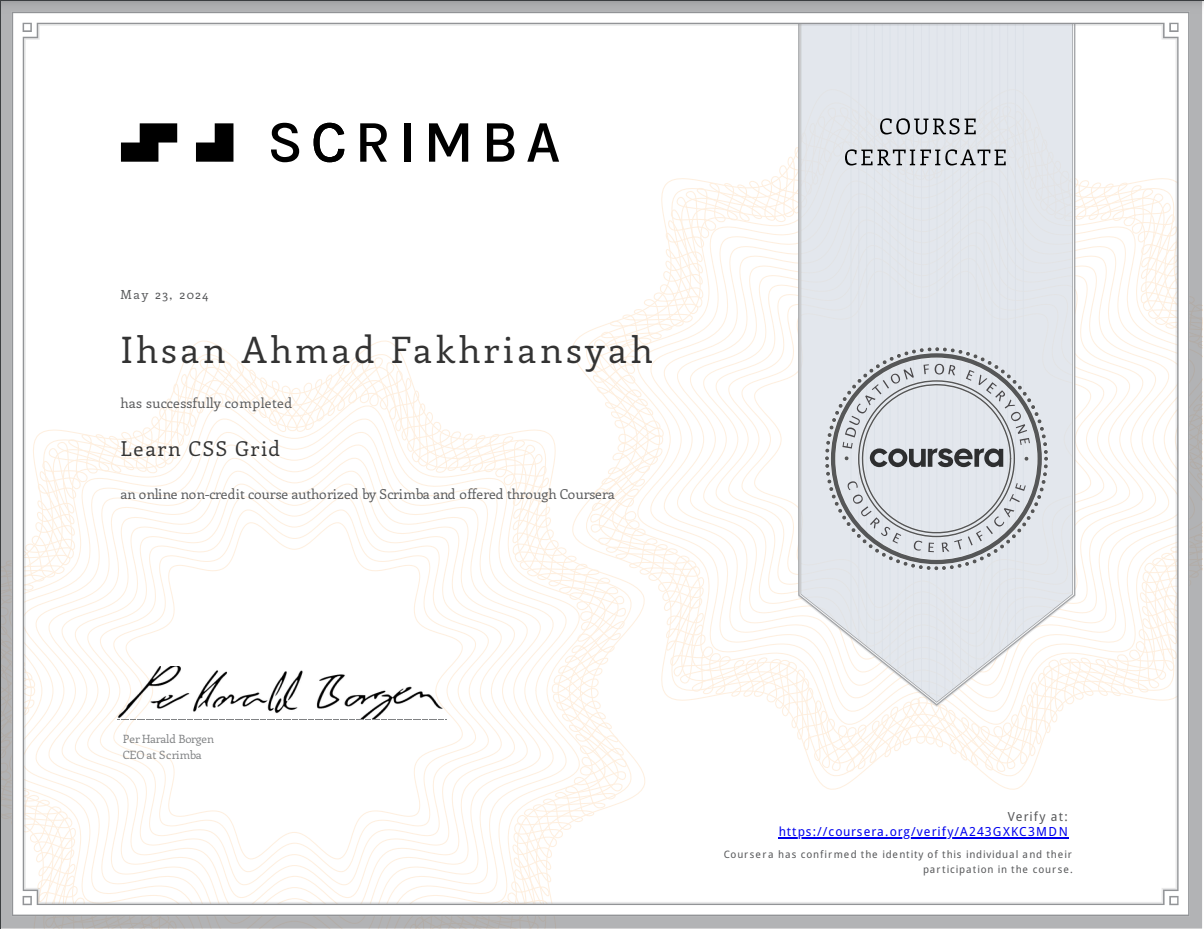 SCRIMBA
COURSE
CERTIFICATE
May 23, 2024
Ihsan Ahmad Fakhriansyah
has successfully completed
Learn CSS Grid
an online non-credit course authorized by Scrimba and offered through Coursera
EDUCATION FOR EVERYONE
coursera
COURSE CERTIFICATE
Per Harald Borgen
Per Harald Borgen
CEO at Scrimba
Verify at:
https://coursera.org/verify/A243GXKC3MDN
Coursera has confirmed the identity of this individual and their
participation in the course.